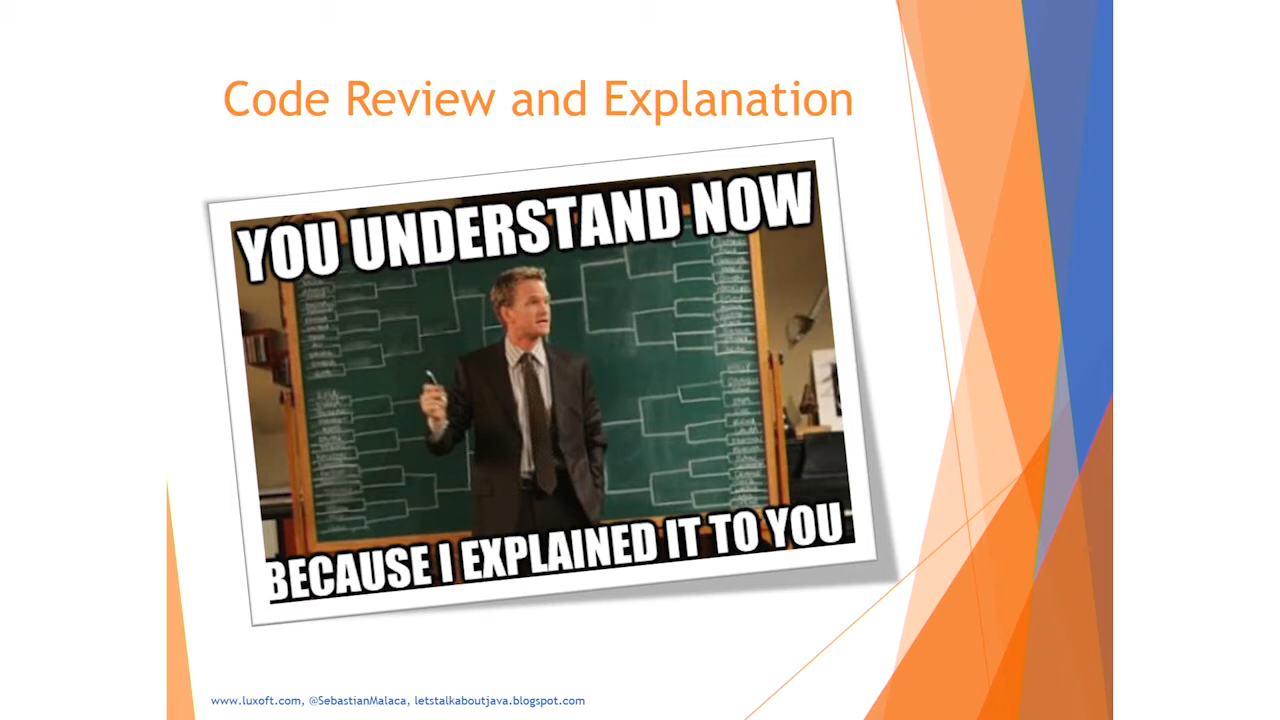 Code Review and Explanation
YOU UNDERSTAND NOW
BECAUSE I EXPLAINED IT TO YOU
www.luxoft.com, @SebastianMalaca, letstalkaboutjava.blogspot.com